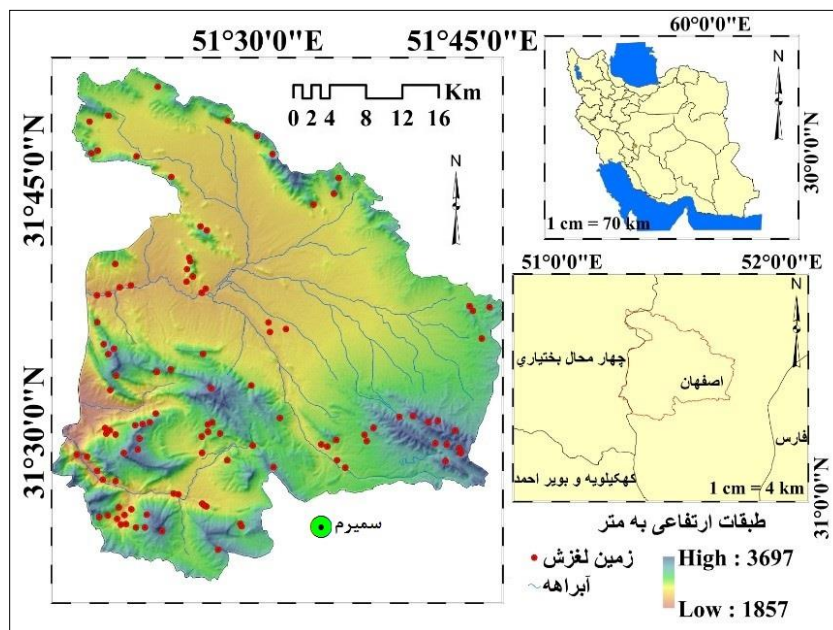 51°30'0"E
51°45'0"E
Km
0 2 4 8 12 16
N
31°45'0"N
31°30'0"N
سمیرم
60°0'0"E
N
30°0'0"N
1 cm = 70 km
51°0'0"E
52°0'0"E
N
چهار محال بختیاري
اصفهان
فارس
کهکیلویه و بویر احمد
1 cm = 4 km
31°0'0"N
طبقات ارتفاعی به متر
زمین لغزش
آبراهه
High : 3697
Low : 1857